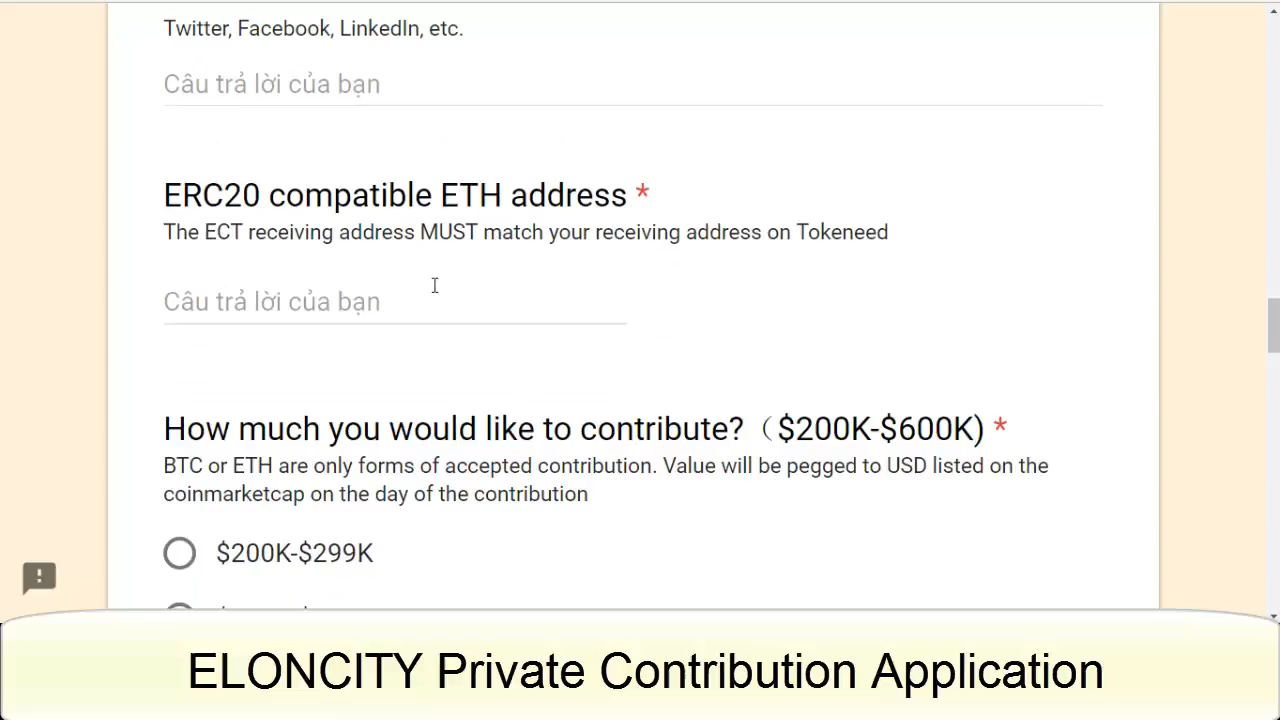 Twitter, Facebook, LinkedIn, etc.
Câu trả lời của bạn
ERC20 compatible ETH address *
The ECT receiving address MUST match your receiving address on Tokeneed
Câu trả lời của bạn
How much you would like to contribute?（$200K-$600K) *
BTC or ETH are only forms of accepted contribution. Value will be pegged to USD listed on the
coinmarketcap on the day of the contribution
$200K-$299K
ELONCITY Private Contribution Application